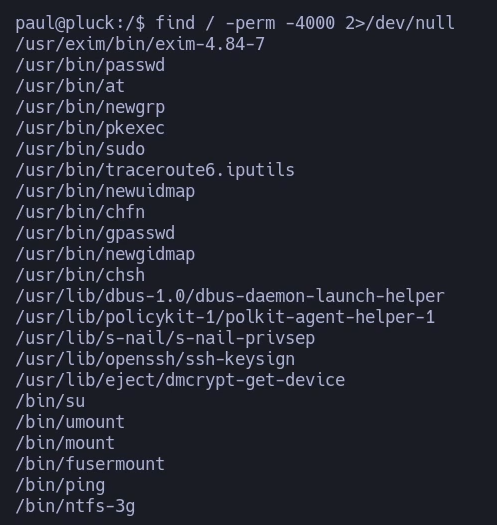 paul@pluck:/$ find / -perm -4000 2>/dev/null
/usr/exim/bin/exim-4.84-7
/usr/bin/passwd
/usr/bin/at
/usr/bin/newgrp
/usr/bin/pkexec
/usr/bin/sudo
/usr/bin/traceroute6.iputils
/usr/bin/newuidmap
/usr/bin/chfn
/usr/bin/gpasswd
/usr/bin/newgidmap
/usr/bin/chsh
/usr/lib/dbus-1.0/dbus-daemon-launch-helper
/usr/lib/policykit-1/polkit-agent-helper-1
/usr/lib/s-nail/s-nail-privsep
/usr/lib/openssh/ssh-keysign
/usr/lib/eject/dmcrypt-get-device
/bin/su
/bin/umount
/bin/mount
/bin/fusermount
/bin/ping
/bin/ntfs-3g